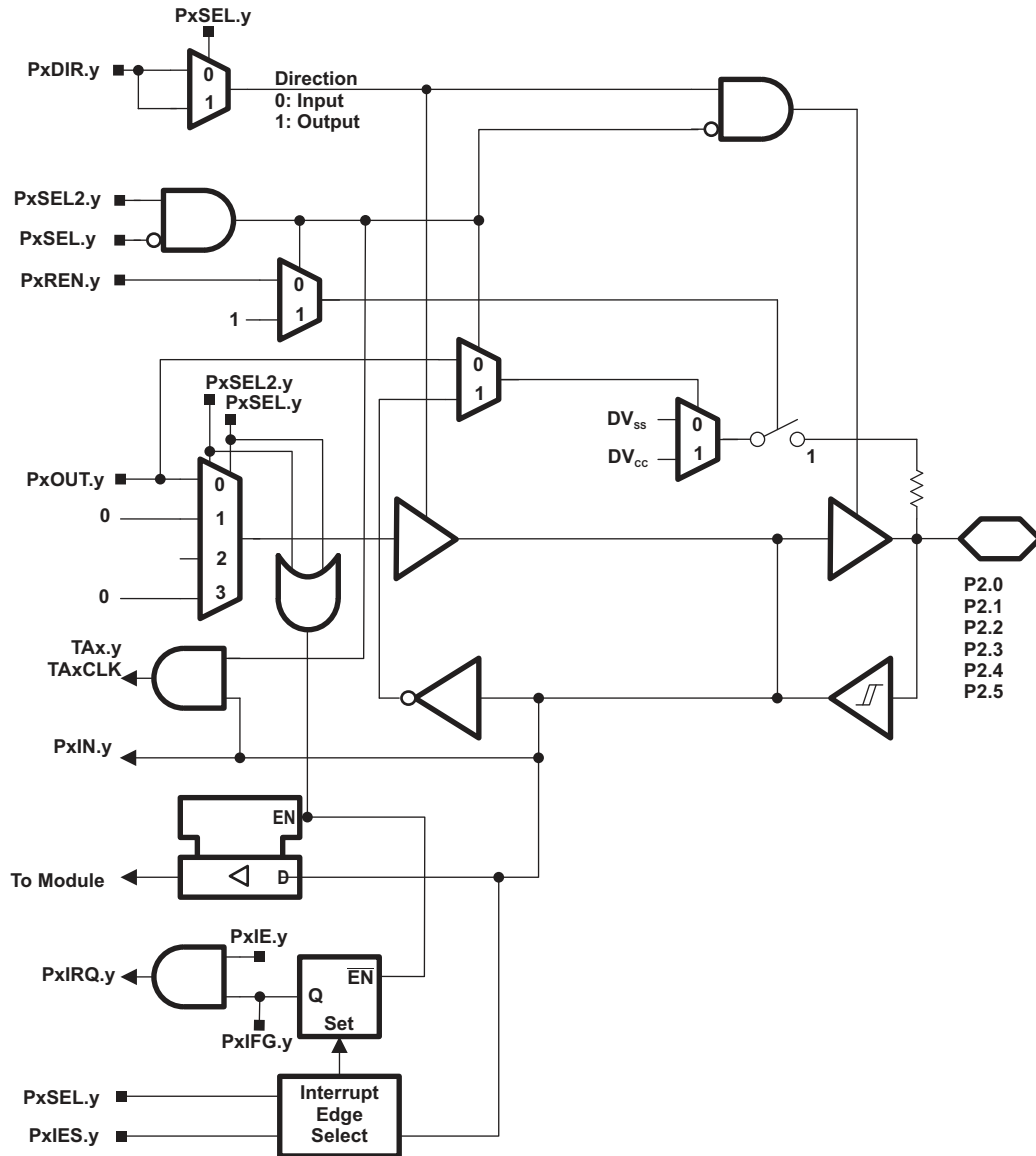 PxSEL.y
PxDIR.y
0
1
Direction
0: Input
1: Output
PxSEL2.y
PxSEL.y
PxREN.y
0
1
1
0
1
PxSEL2.y
PxSEL.y
DVSS
0
DVCC
1
1
PxOUT.y
0
0
1
2
0
3
P2.0
P2.1
P2.2
P2.3
P2.4
P2.5
TAx.y
TAxCLK
PxIN.y
EN
To Module
D
PxIE.y
PxIRQ.y
EN
Q
Set
PxIFG.y
PxSEL.y
PxIES.y
Interrupt
Edge
Select